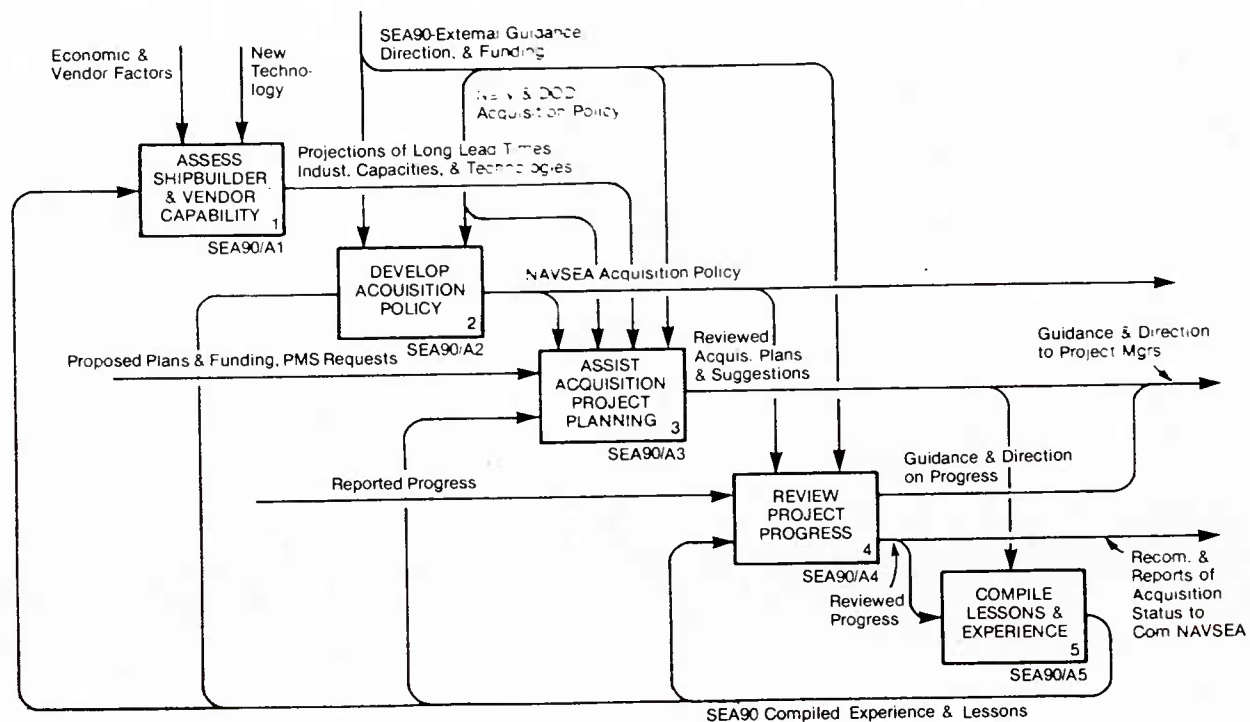 SEA90-External Guidance,
Direction, & Funding
Economic &
Vendor Factors
New
Techno-
logy
& DOD
Acquisition Policy
ASSESS
SHIPBUILDER
& VENDOR
CAPABILITY
1
SEA90/A1
Projections of Long Lead Times
Indust. Capacities, & Technologies
DEVELOP
ACQUISITION
POLICY
2
SEA90/A2
NAVSEA Acquisition Policy
Proposed Plans & Funding, PMS Requests
ASSIST
ACQUISITION
PROJECT
PLANNING
3
SEA90/A3
Reviewed
Acquis. Plans
& Suggestions
Guidance & Direction
to Project Mgrs
Reported Progress
REVIEW
PROJECT
PROGRESS
4
SEA90/A4
Guidance & Direction
on Progress
Reviewed
Progress
Recom. &
Reports of
Acquisition
Status to
Com NAVSEA
COMPILE
LESSONS &
EXPERIENCE
5
SEA90/A5
SEA90 Compiled Experience & Lessons